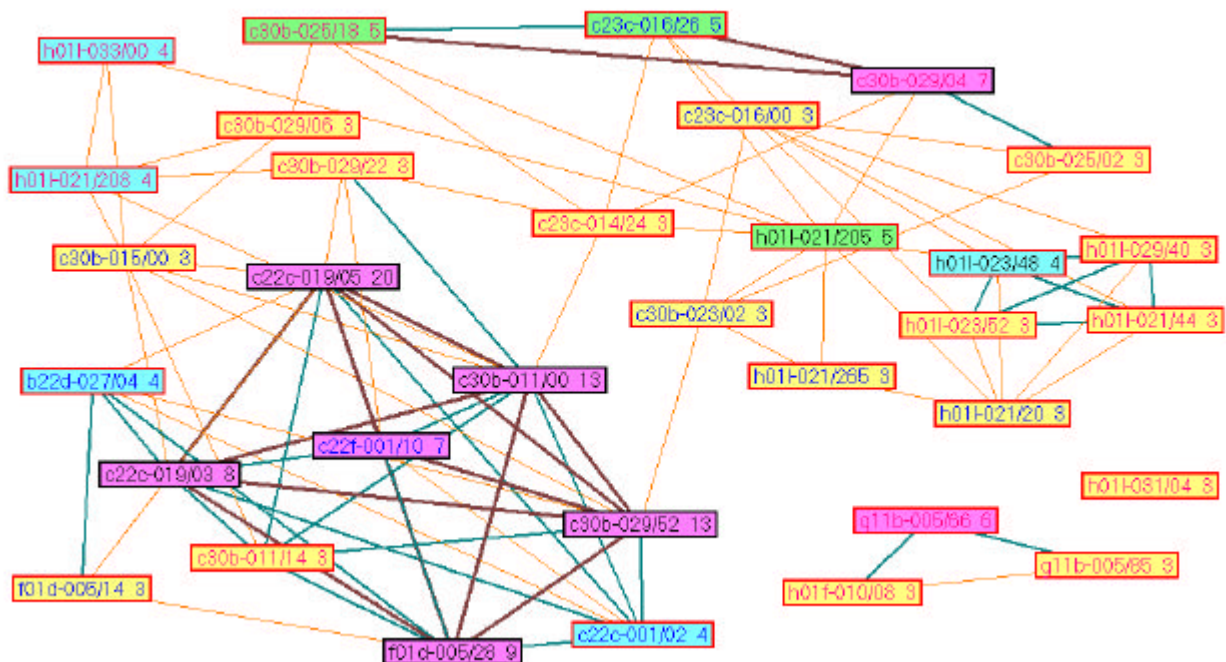 c30b-025/18 5
c23c-016/26 5
h01l-033/00 4
c30b-029/04 7
c23c-016/00 3
c30b-029/06 3
c30b-025/02 3
c30b-029/22 3
h01l-021/208 4
c23c-014/24 3
h01l-021/205 5
h01l-029/40 3
c30b-015/00 3
h01l-023/48 4
c22c-019/05 20
c30b-023/02 3
h01l-023/52 3
h01l-021/44 3
b22d-027/04 4
c30b-011/00 13
h01l-021/265 3
h01l-021/20 3
c22f-001/10 7
c22c-019/03 8
h01l-031/04 3
c30b-029/52 13
g11b-005/66 6
c30b-011/14 3
g11b-005/85 3
f01d-005/14 3
h01f-010/08 3
c22c-001/02 4
f01d-005/28 9